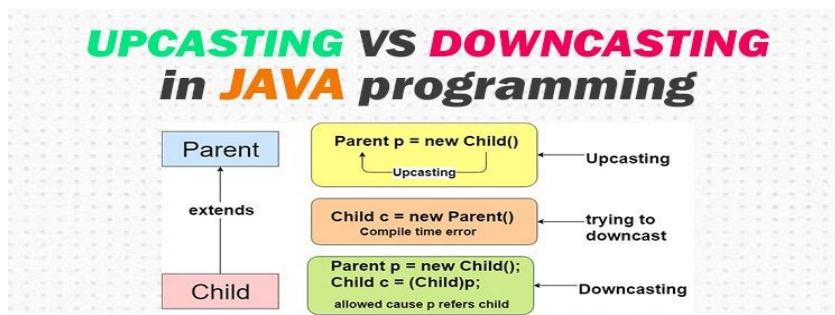 UPCASTING VS DOWNCASTING
in JAVA programming
Parent
extends
Child
Parent p = new Child()
Upcasting
Upcasting
Child c = new Parent()
Compile time error
trying to
downcast
Parent p = new Child();
Child c = (Child)p;
allowed cause p refers child
Downcasting